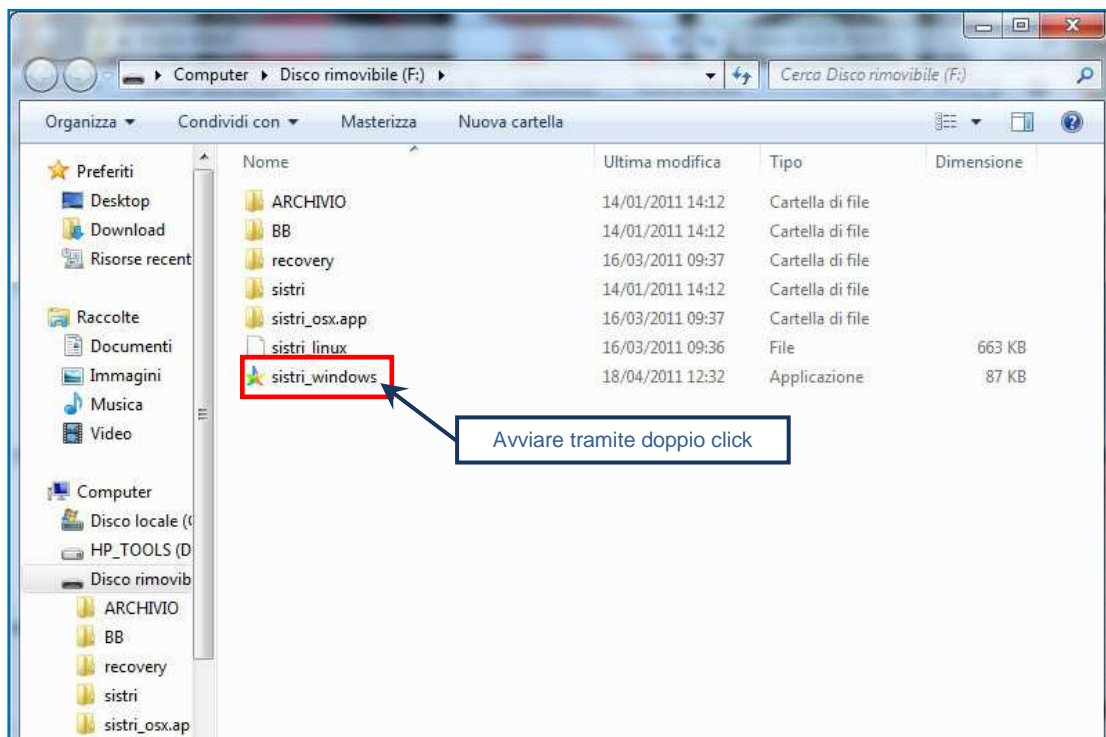 Computer Disco rimovibile (F:)
Cerca Disco rimovibile (F:)
Organizza Condividi con Masterizza Nuova cartella
Preferiti
Desktop
Download
Risorse recent
Raccolte
Documenti
Immagini
Musica
Video
Computer
Disco locale (
HP_TOOLS (D
Disco rimovib
ARCHIVIO
BB
recovery
sistri
sistri_osx.ap
Nome Ultima modifica Tipo Dimensione
ARCHIVIO 14/01/2011 14:12 Cartella di file
BB 14/01/2011 14:12 Cartella di file
recovery 16/03/2011 09:37 Cartella di file
sistri 14/01/2011 14:12 Cartella di file
sistri_osx.app 16/03/2011 09:37 Cartella di file
sistri_linux 16/03/2011 09:36 File 663 KB
sistri_windows 18/04/2011 12:32 Applicazione 87 KB
Avviare tramite doppio click